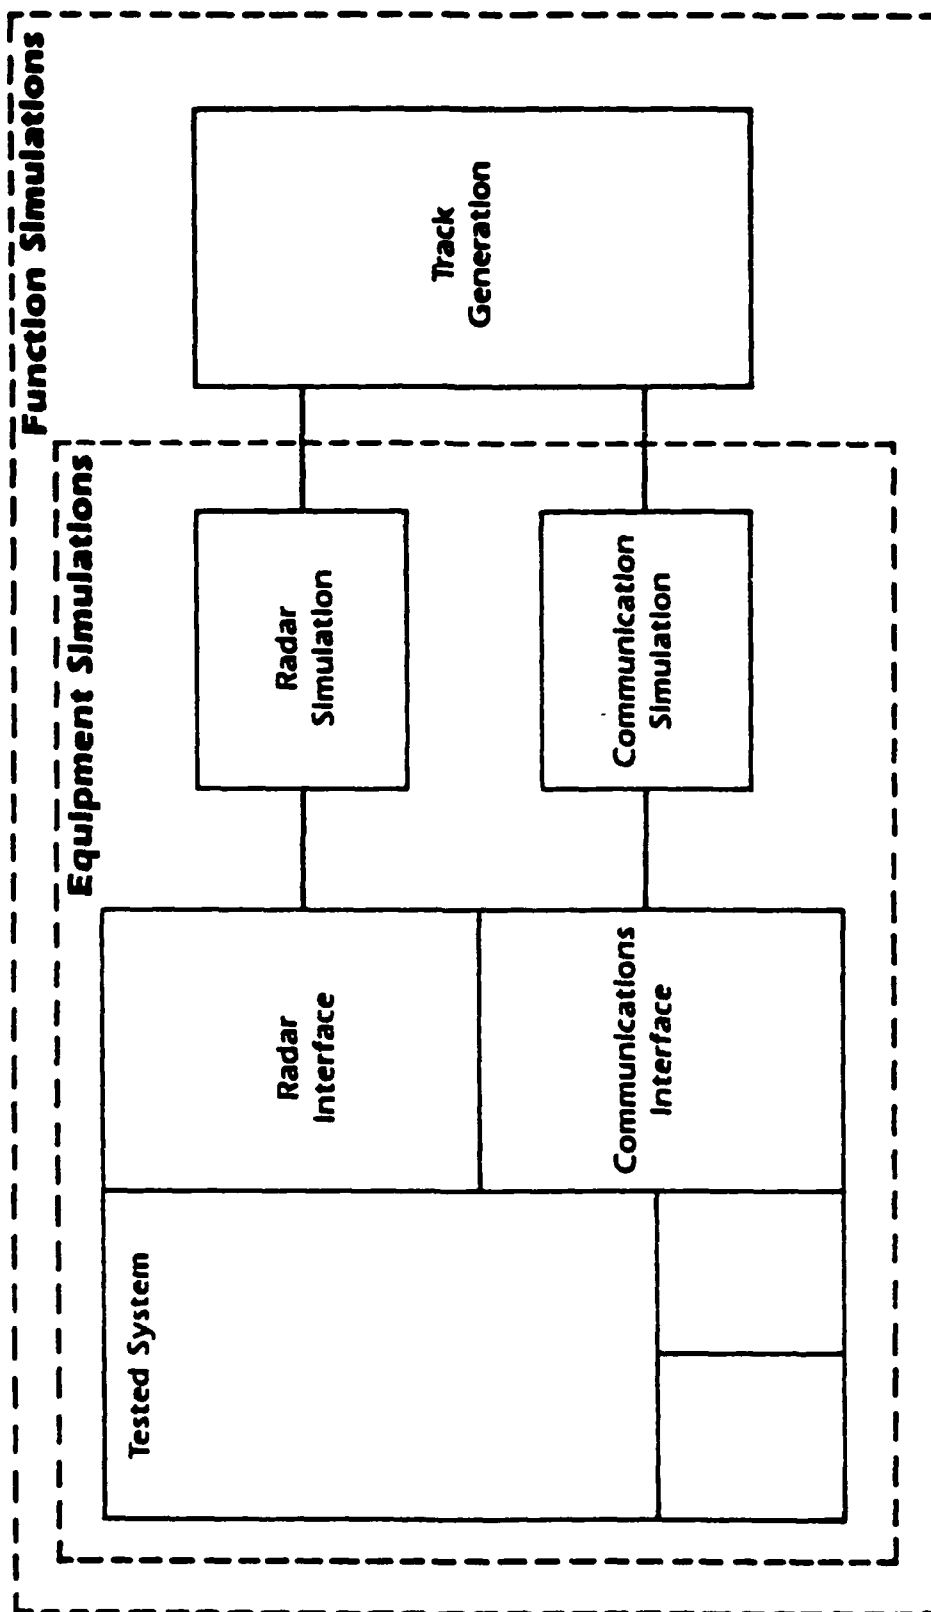 Function Simulations
Equipment Simulations
Tested System
Radar
Interface
Radar
Simulation
Track
Generation
Communications
Interface
Communication
Simulation